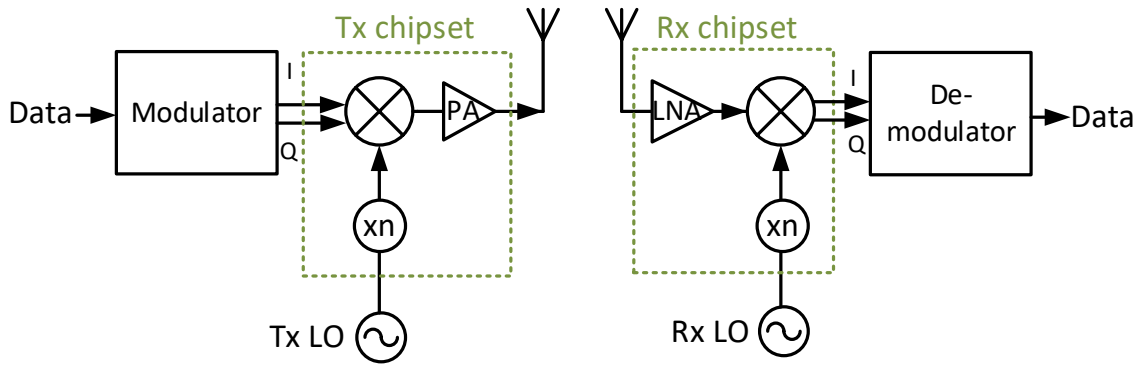 Tx chipset
Rx chipset
Data
Modulator
I
Q
PA
LNA
I
Q
De-
modulator
Data
xn
xn
Tx LO
Rx LO